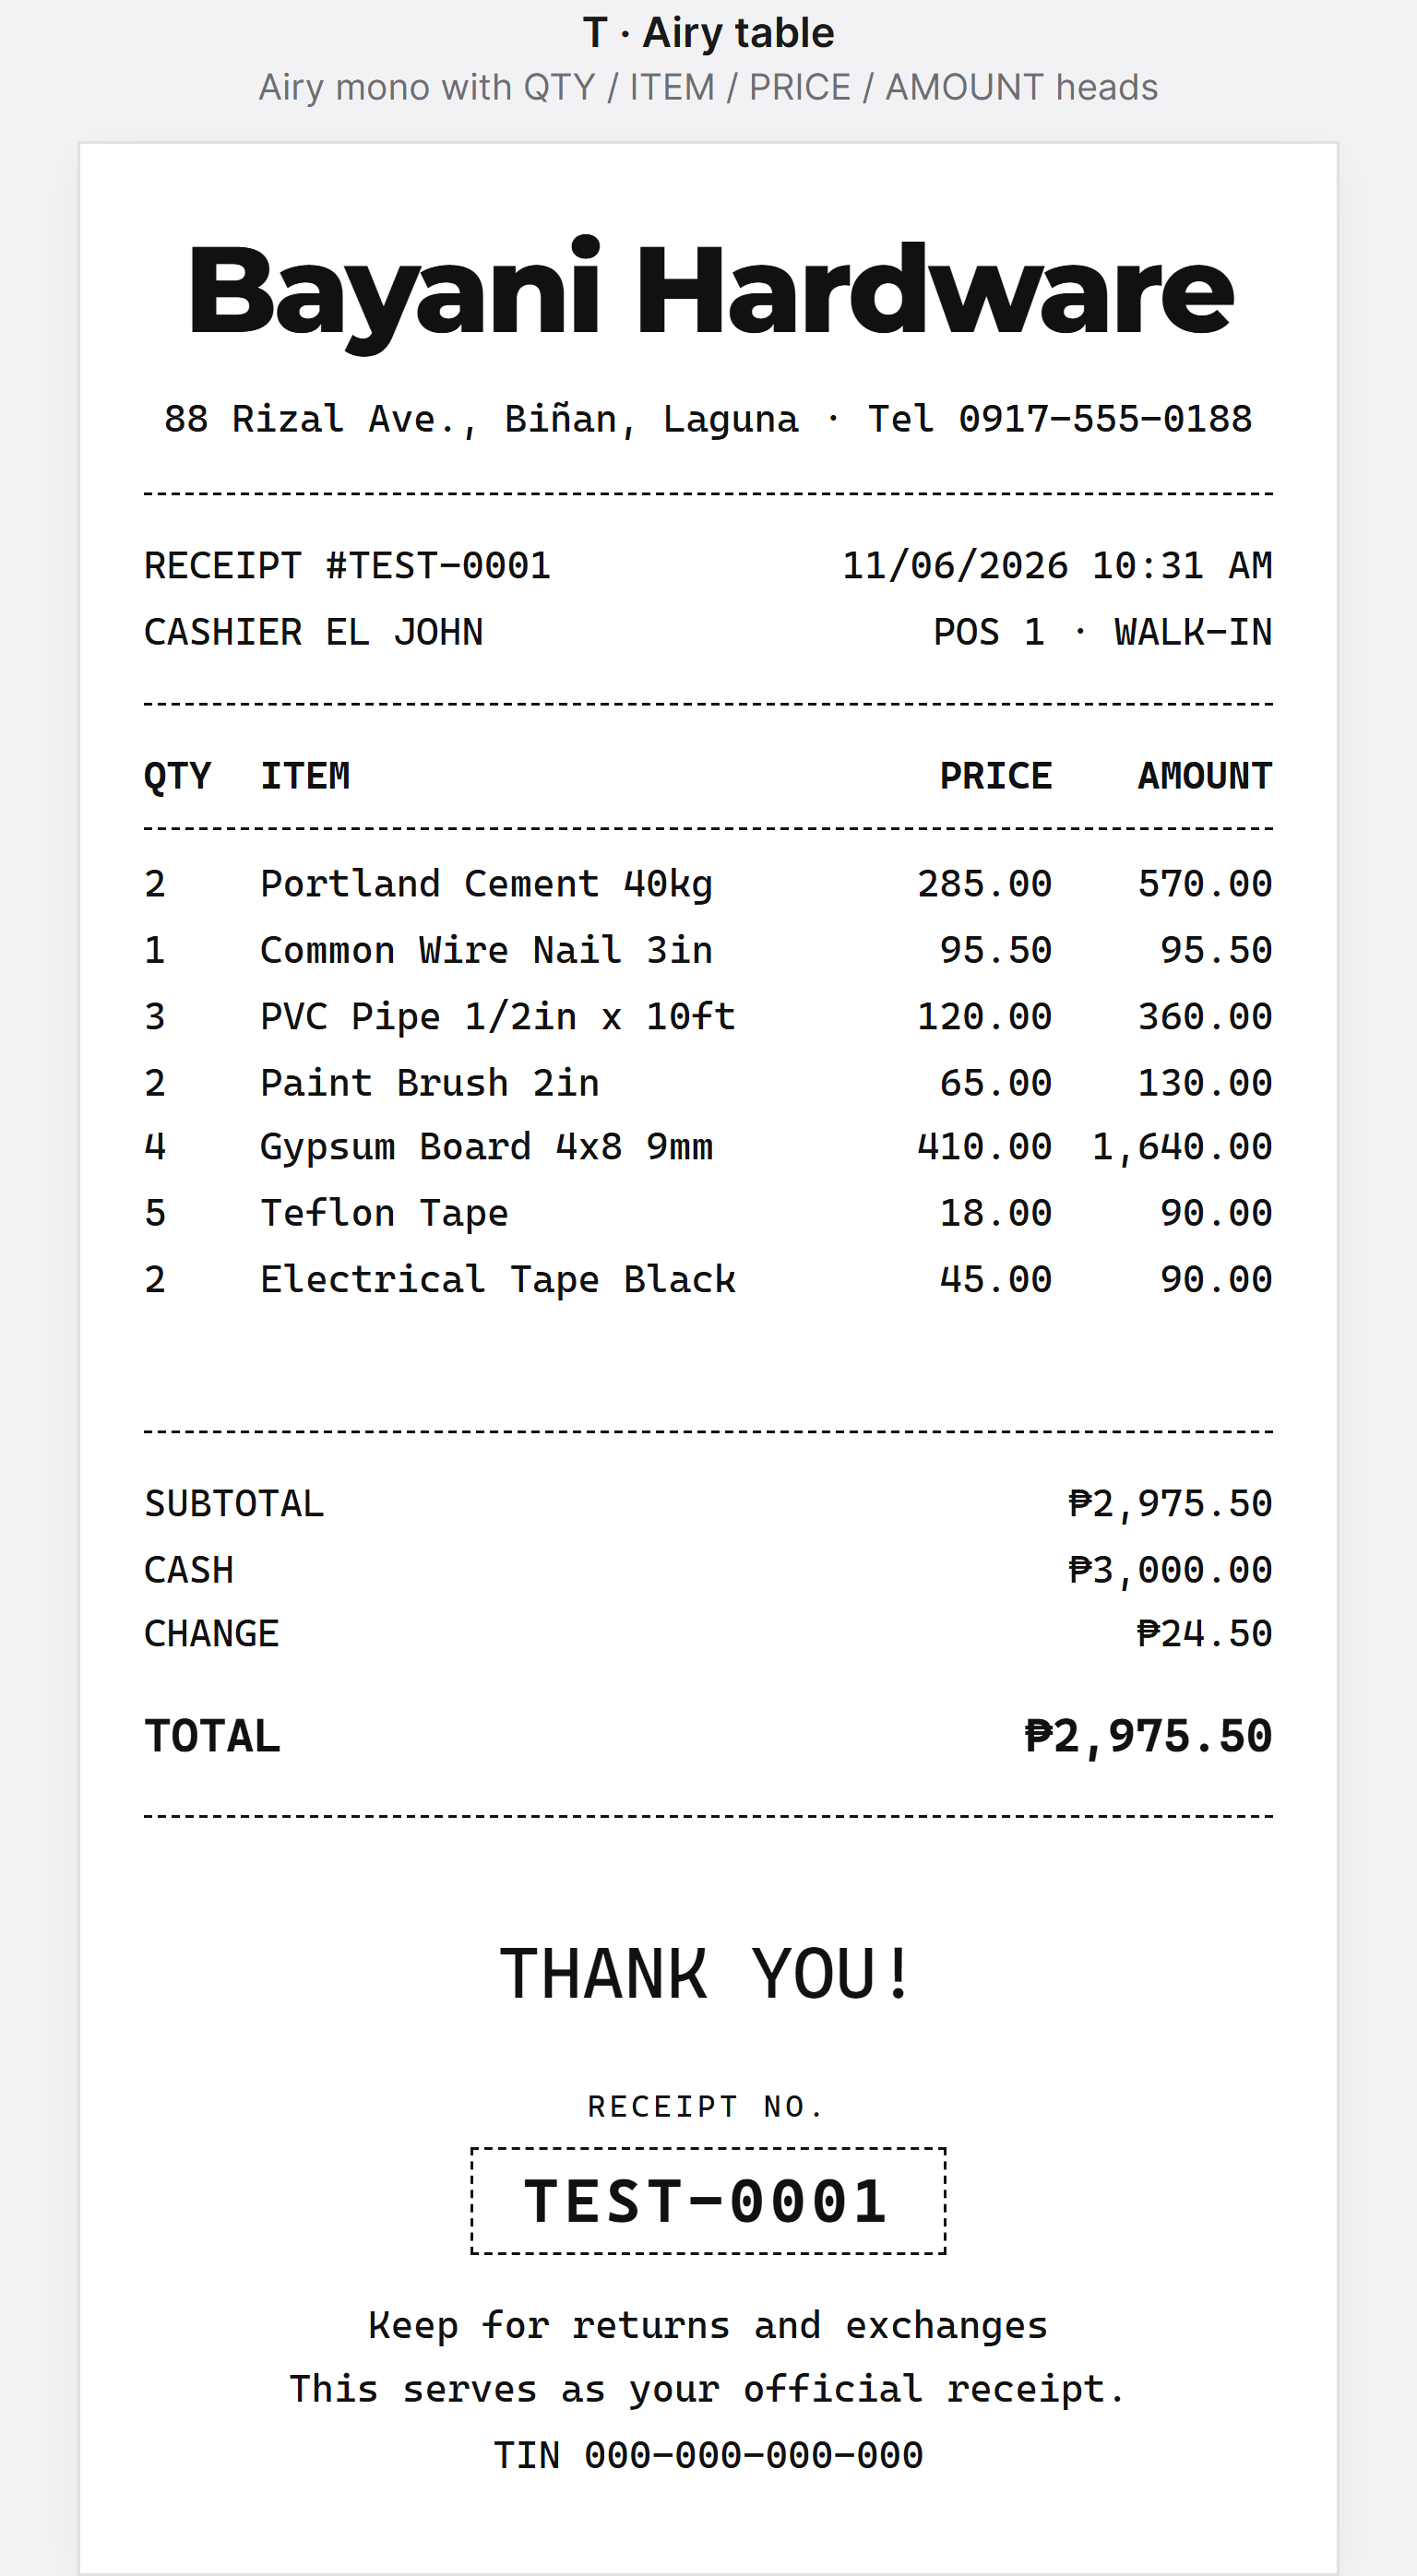 T · Airy table
Airy mono with QTY / ITEM / PRICE / AMOUNT heads
Bayani Hardware
88 Rizal Ave., Biñan, Laguna · Tel 0917-555-0188
RECEIPT #TEST-0001 11/06/2026 10:31 AM
CASHIER EL JOHN POS 1 · WALK-IN
QTY ITEM PRICE AMOUNT
2 Portland Cement 40kg 285.00 570.00
1 Common Wire Nail 3in 95.50 95.50
3 PVC Pipe 1/2in x 10ft 120.00 360.00
2 Paint Brush 2in 65.00 130.00
4 Gypsum Board 4x8 9mm 410.00 1,640.00
5 Teflon Tape 18.00 90.00
2 Electrical Tape Black 45.00 90.00
SUBTOTAL ₱2,975.50
CASH ₱3,000.00
CHANGE ₱24.50
TOTAL ₱2,975.50
THANK YOU!
RECEIPT NO.
TEST-0001
Keep for returns and exchanges
This serves as your official receipt.
TIN 000-000-000-000